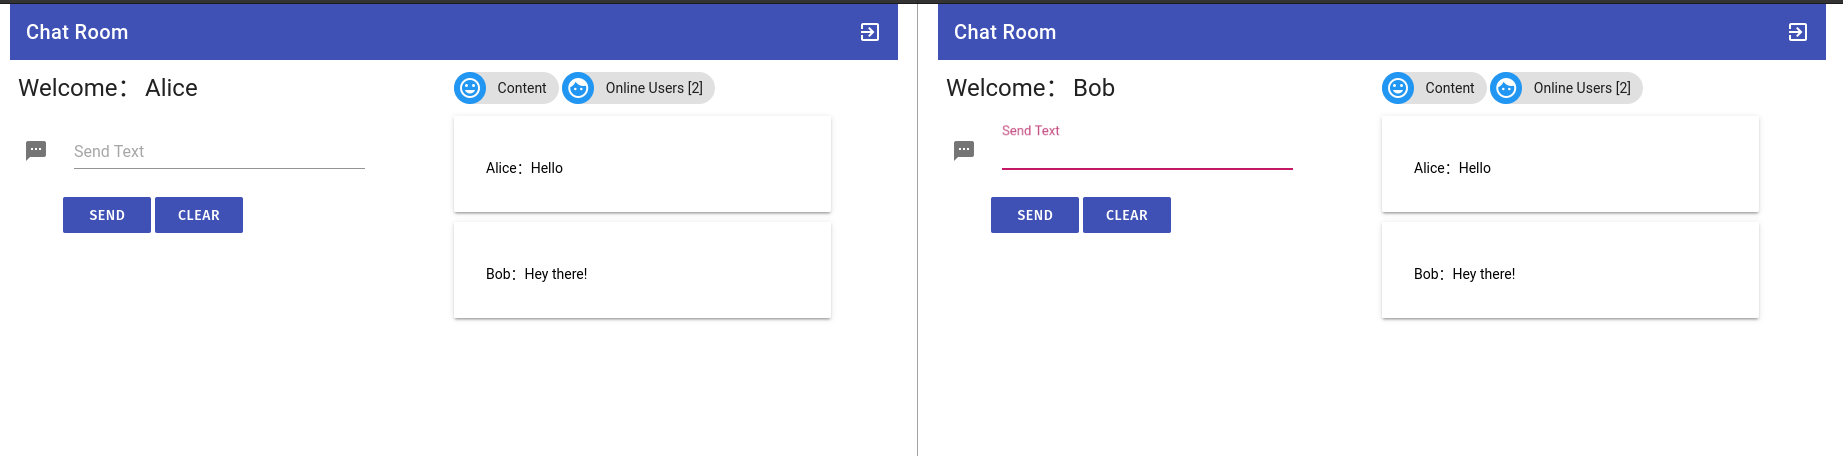 Chat Room
Welcome： Alice
Content
Online Users [2]
Send Text
SEND
CLEAR
Alice：Hello
Bob：Hey there!
Chat Room
Welcome： Bob
Content
Online Users [2]
Send Text
SEND
CLEAR
Alice：Hello
Bob：Hey there!